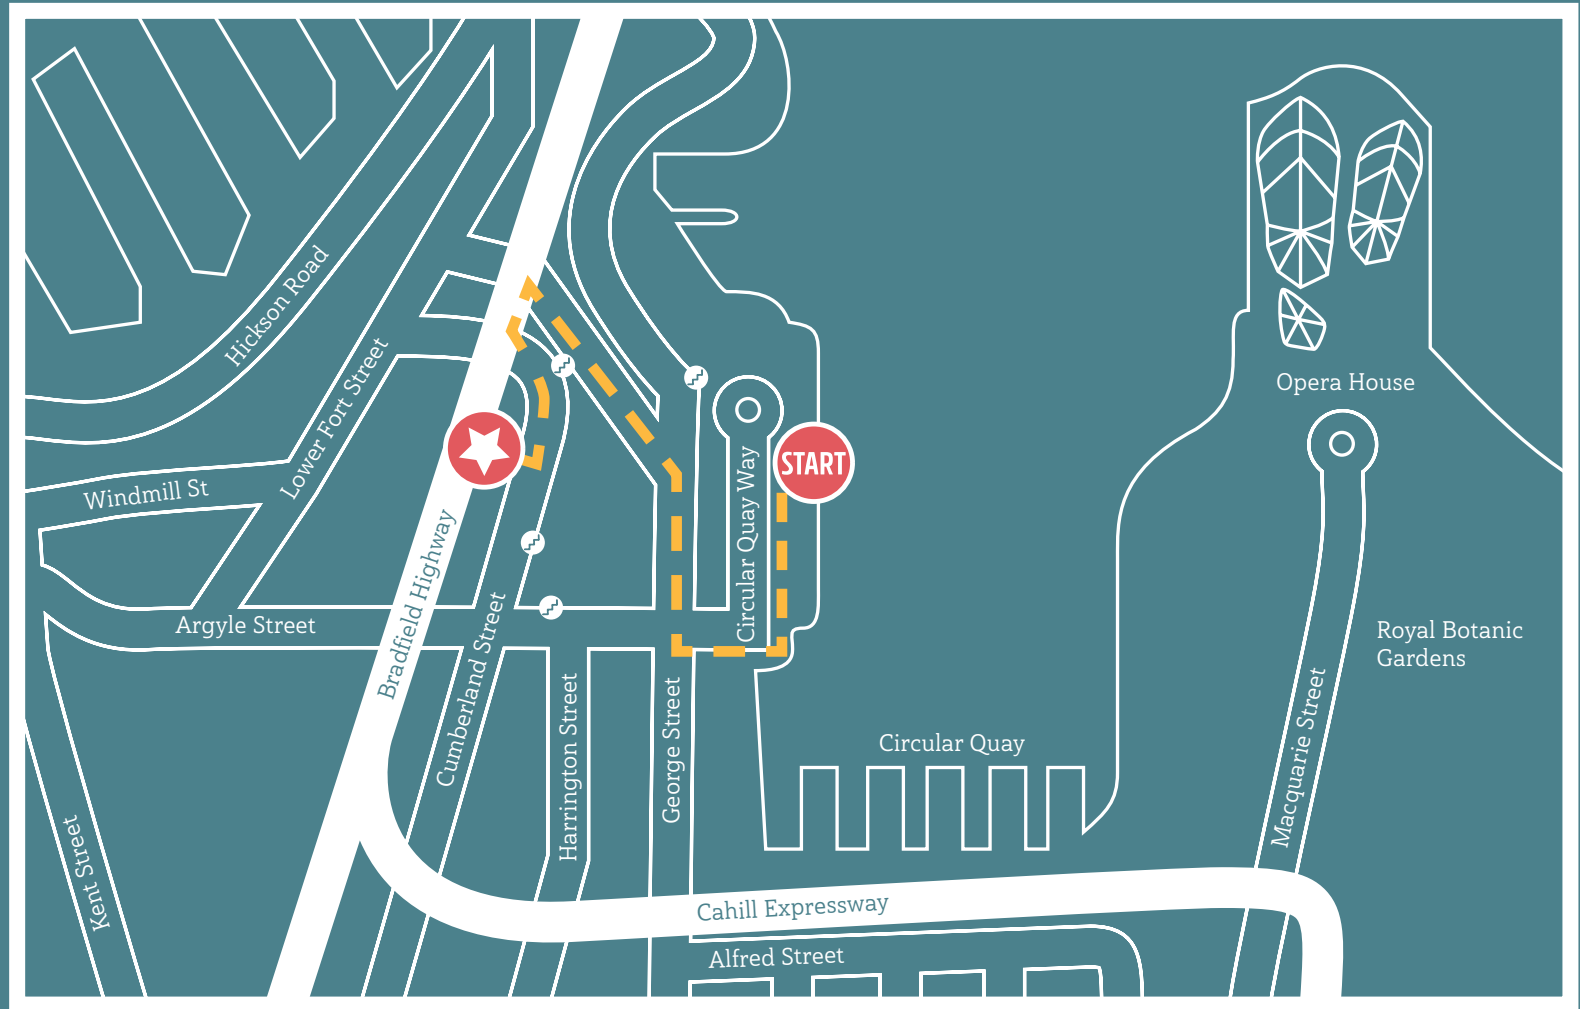 Hickson Road
Lower Fort Street
Windmill St
Argyle Street
Bradfield Highway
Cumberland Street
Harrington Street
George Street
Circular Quay Way
START
Kent Street
Circular Quay
Cahill Expressway
Alfred Street
Opera House
Royal Botanic
Gardens
Macquarie Street